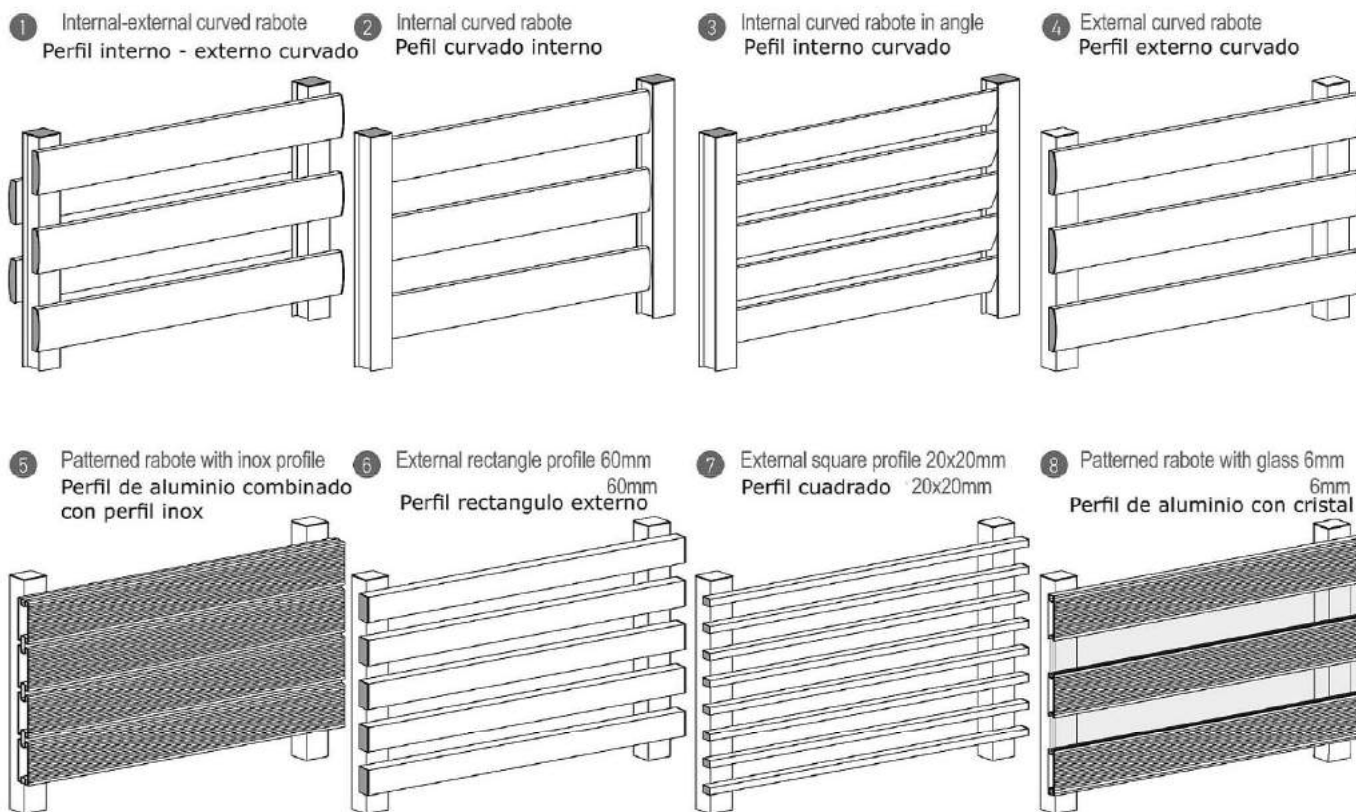 1 Internal-external curved rabote
Perfil interno - externo curvado
2 Internal curved rabote
Pefil curvado interno
3 Internal curved rabote in angle
Pefil interno curvado
4 External curved rabote
Perfil externo curvado
5 Patterned rabote with inox profile
Perfil de aluminio combinado
con perfil inox
6 External rectangle profile 60mm
60mm
Perfil rectangulo externo
7 External square profile 20x20mm
Perfil cuadrado 20x20mm
8 Patterned rabote with glass 6mm
6mm
Perfil de aluminio con cristal